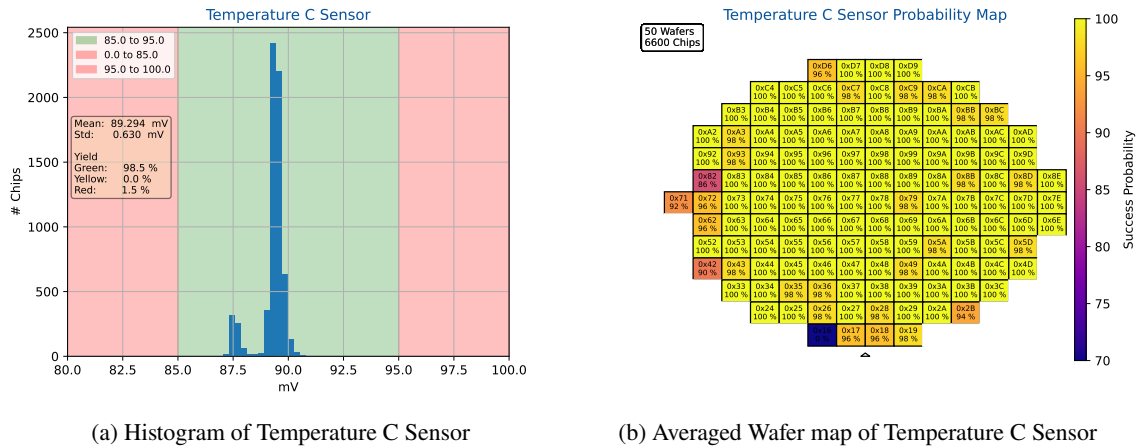 Temperature C Sensor
85.0 to 95.0
0.0 to 85.0
95.0 to 100.0
Mean: 89.294 mV
Std: 0.630 mV
Yield
Green: 98.5 %
Yellow: 0.0 %
Red: 1.5 %
# Chips
2500
2000
1500
1000
500
0
80.0 82.5 85.0 87.5 90.0 92.5 95.0 97.5 100.0
mV
(a) Histogram of Temperature C Sensor
Temperature C Sensor Probability Map
50 Wafers
6600 Chips
0xD6 0xD7 0xD8 0xD9
96 % 100 % 100 % 100 %
0xC4 0xC5 0xC6 0xC7 0xC8 0xC9 0xCA 0xCB
100 % 100 % 100 % 98 % 100 % 98 % 98 % 100 %
0xB3 0xB4 0xB5 0xB6 0xB7 0xB8 0xB9 0xBA 0xBB 0xBC
100 % 100 % 100 % 100 % 100 % 100 % 100 % 100 % 98 % 98 %
0xA2 0xA3 0xA4 0xA5 0xA6 0xA7 0xA8 0xA9 0xAA 0xAB 0xAC 0xAD
100 % 98 % 100 % 100 % 100 % 100 % 100 % 100 % 100 % 100 % 100 % 100 %
0x92 0x93 0x94 0x95 0x96 0x97 0x98 0x99 0x9A 0x9B 0x9C 0x9D
100 % 98 % 100 % 100 % 100 % 100 % 100 % 100 % 100 % 100 % 100 % 100 %
0x82 0x83 0x84 0x85 0x86 0x87 0x88 0x89 0x8A 0x8B 0x8C 0x8D 0x8E
86 % 100 % 100 % 100 % 100 % 100 % 100 % 100 % 100 % 98 % 100 % 98 % 100 %
0x71 0x72 0x73 0x74 0x75 0x76 0x77 0x78 0x79 0x7A 0x7B 0x7C 0x7D 0x7E
92 % 96 % 100 % 100 % 100 % 100 % 100 % 100 % 98 % 100 % 100 % 100 % 100 % 100 %
0x62 0x63 0x64 0x65 0x66 0x67 0x68 0x69 0x6A 0x6B 0x6C 0x6D 0x6E
96 % 100 % 100 % 100 % 100 % 100 % 100 % 100 % 100 % 100 % 100 % 100 % 100 %
0x52 0x53 0x54 0x55 0x56 0x57 0x58 0x59 0x5A 0x5B 0x5C 0x5D
100 % 100 % 100 % 100 % 100 % 100 % 100 % 100 % 98 % 100 % 100 % 98 %
0x42 0x43 0x44 0x45 0x46 0x47 0x48 0x49 0x4A 0x4B 0x4C 0x4D
90 % 98 % 100 % 100 % 100 % 100 % 100 % 98 % 100 % 100 % 100 % 100 %
0x33 0x34 0x35 0x36 0x37 0x38 0x39 0x3A 0x3B 0x3C
100 % 100 % 98 % 98 % 100 % 100 % 100 % 100 % 100 % 100 %
0x24 0x25 0x26 0x27 0x28 0x29 0x2A 0x2B
100 % 100 % 98 % 100 % 98 % 100 % 100 % 94 %
0x17 0x18 0x19
96 % 96 % 98 %
100
95
90
85
80
75
70
Success Probability
(b) Averaged Wafer map of Temperature C Sensor